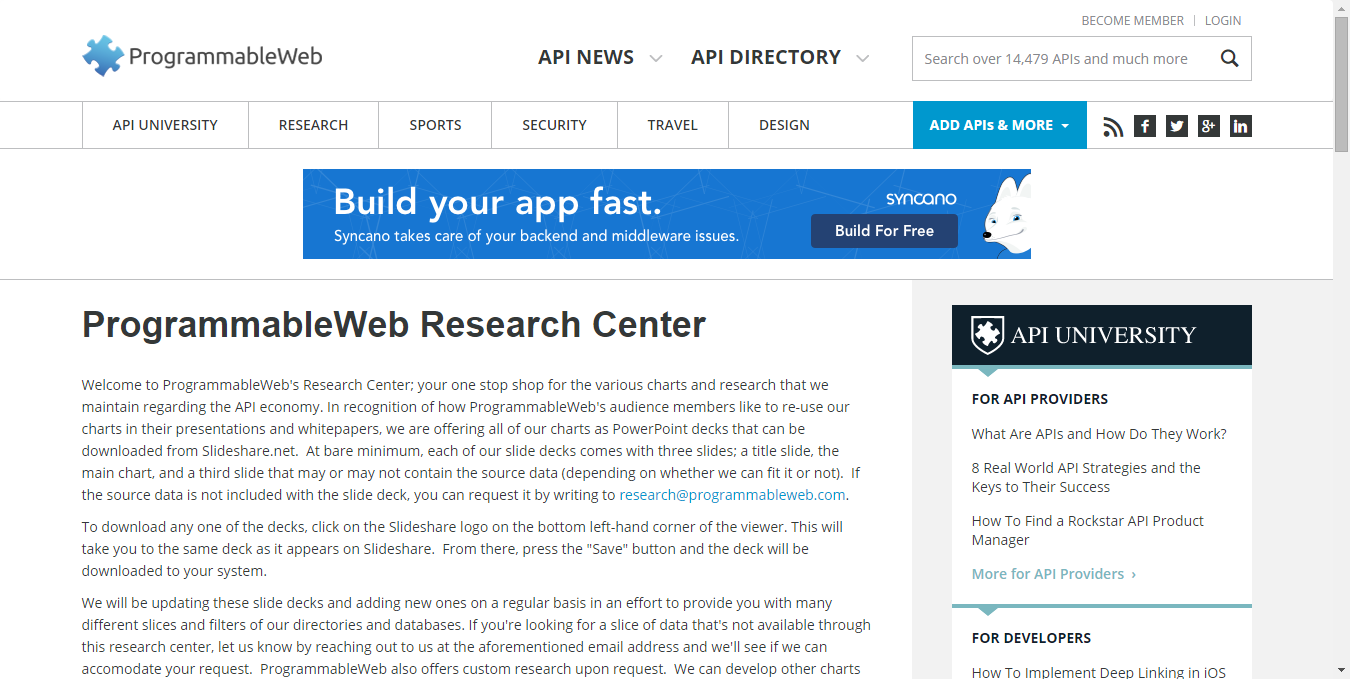 BECOME MEMBER | LOGIN
ProgrammableWeb
API NEWS
API DIRECTORY
Search over 14,479 APIs and much more
API UNIVERSITY
RESEARCH
SPORTS
SECURITY
TRAVEL
DESIGN
ADD APIs & MORE
Build your app fast.
Syncano takes care of your backend and middleware issues.
syncano
Build For Free
ProgrammableWeb Research Center
Welcome to ProgrammableWeb's Research Center; your one stop shop for the various charts and research that we
maintain regarding the API economy. In recognition of how ProgrammableWeb's audience members like to re-use our
charts in their presentations and whitepapers, we are offering all of our charts as PowerPoint decks that can be
downloaded from Slideshare.net.  At bare minimum, each of our slide decks comes with three slides; a title slide, the
main chart, and a third slide that may or may not contain the source data (depending on whether we can fit it or not).  If
the source data is not included with the slide deck, you can request it by writing to research@programmableweb.com.
To download any one of the decks, click on the Slideshare logo on the bottom left-hand corner of the viewer. This will
take you to the same deck as it appears on Slideshare.  From there, press the "Save" button and the deck will be
downloaded to your system.
We will be updating these slide decks and adding new ones on a regular basis in an effort to provide you with many
different slices and filters of our directories and databases. If you're looking for a slice of data that's not available through
this research center, let us know by reaching out to us at the aforementioned email address and we'll see if we can
accomodate your request.  ProgrammableWeb also offers custom research upon request.  We can develop other charts
API UNIVERSITY
FOR API PROVIDERS
What Are APIs and How Do They Work?
8 Real World API Strategies and the
Keys to Their Success
How To Find a Rockstar API Product
Manager
More for API Providers ›
FOR DEVELOPERS
How To Implement Deep Linking in iOS